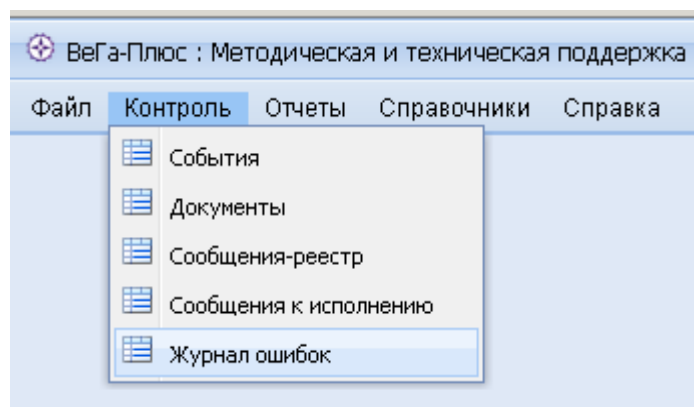 ВеГа-Плюс : Методическая и техническая поддержка
Файл Контроль Отчеты Справочники Справка
События
Документы
Сообщения-реестр
Сообщения к исполнению
Журнал ошибок